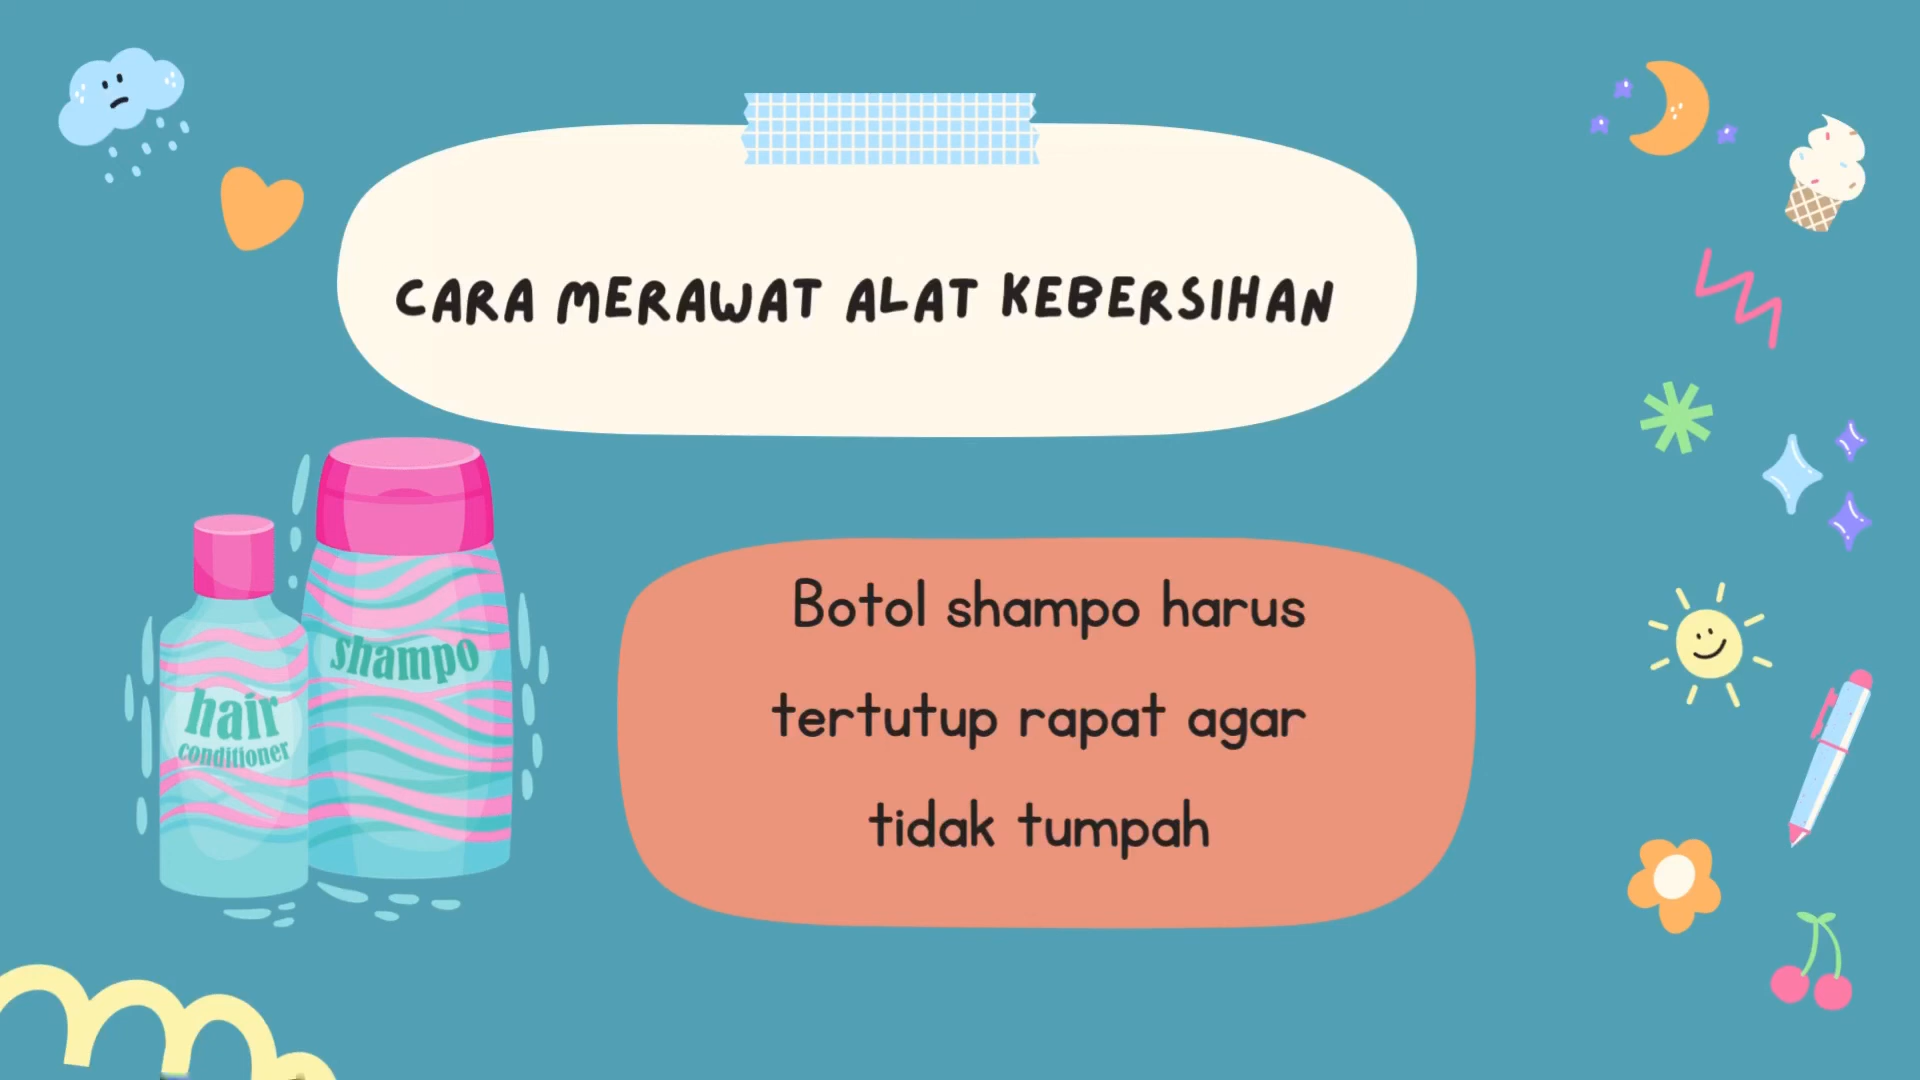 CARA MERAWAT ALAT KEBERSIHAN
shampo
hair
conditioner
Botol shampo harus
tertutup rapat agar
tidak tumpah